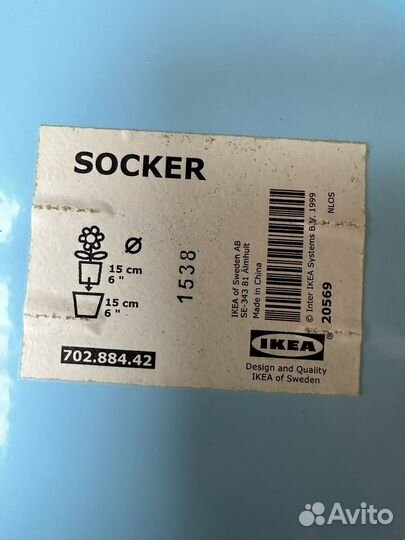 SOCKER
Ø
15 cm
6 "
15 cm
6 "
702.884.42
1538
IKEA of Sweden AB
SE-343 81 Älmhult
Made in China
© Inter IKEA Systems B.V. 1999
20569
NLOS
IKEA®
Design and Quality
IKEA of Sweden
Avito